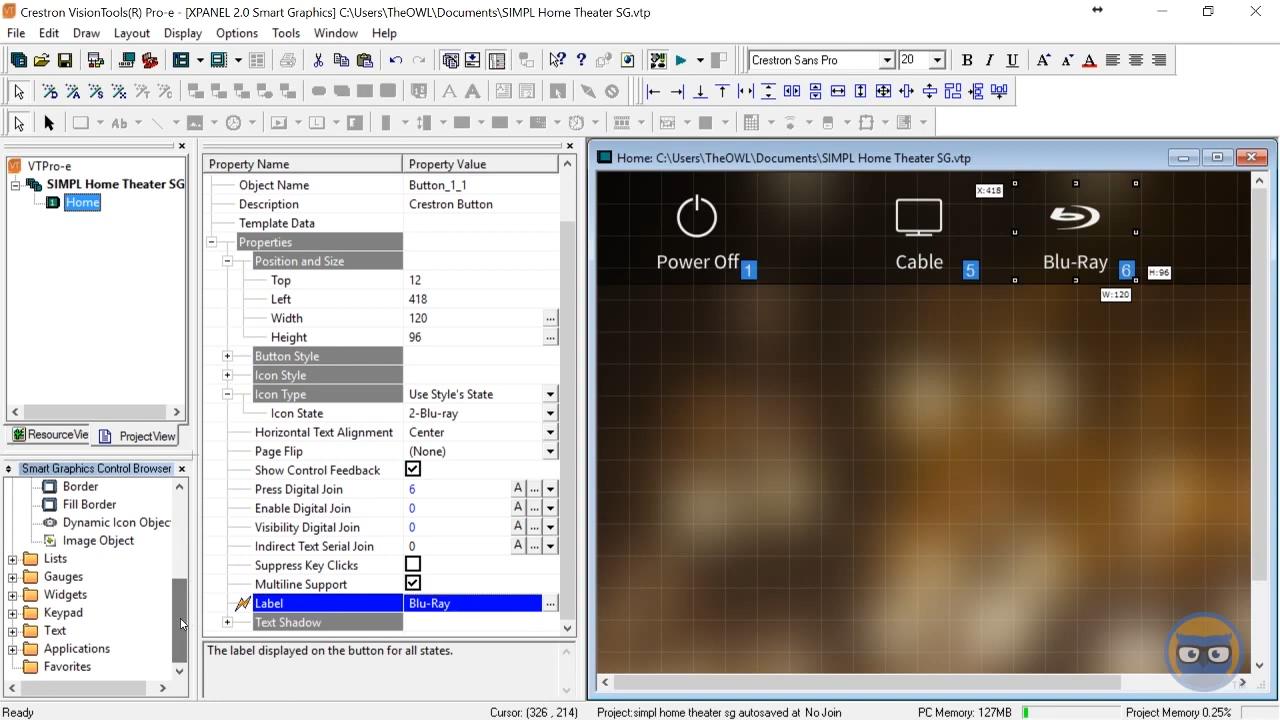 Crestron VisionTools(R) Pro-e - [XPANEL 2.0 Smart Graphics] C:\Users\TheOWL\Documents\SIMPL Home Theater SG.vtp
File Edit Draw Layout Display Options Tools Window Help
Crestron Sans Pro 20 B I U
VTPro-e
SIMPL Home Theater SG
Home
ResourceVie ProjectView
Smart Graphics Control Browser
Border
Fill Border
Dynamic Icon Objec
Image Object
Lists
Gauges
Widgets
Keypad
Text
Applications
Favorites
Property Name Property Value
Object Name Button_1_1
Description Crestron Button
Template Data
Properties
Position and Size
Top 12
Left 418
Width 120 ...
Height 96 ...
Button Style
Icon Style
Icon Type Use Style's State
Icon State 2-Blu-ray
Horizontal Text Alignment Center
Page Flip (None)
Show Control Feedback
Press Digital Join 6 A ...
Enable Digital Join 0 A ...
Visibility Digital Join 0 A ...
Indirect Text Serial Join 0 A ...
Suppress Key Clicks
Multiline Support
Label Blu-Ray ...
Text Shadow
The label displayed on the button for all states.
Home: C:\Users\TheOWL\Documents\SIMPL Home Theater SG.vtp
X:418
Power Off 1 Cable 5 Blu-Ray 6 H:96
W:120
Ready Cursor: (326 , 214) Project:simpl home theater sg autosaved at No Join PC Memory: 127MB Project Memory 0.25%